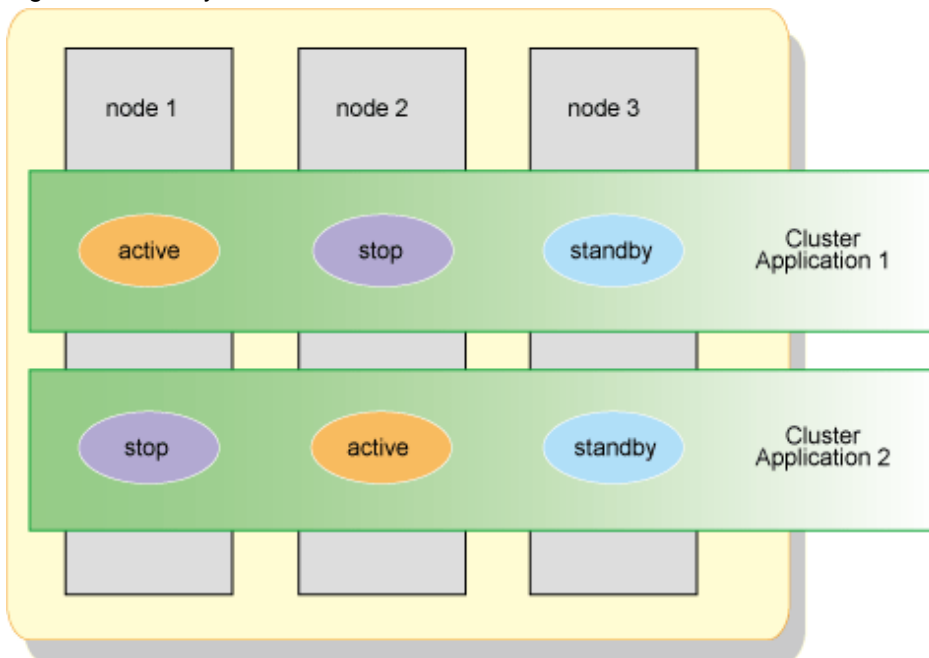 node 1
node 2
node 3
active
stop
standby
Cluster
Application 1
stop
active
standby
Cluster
Application 2